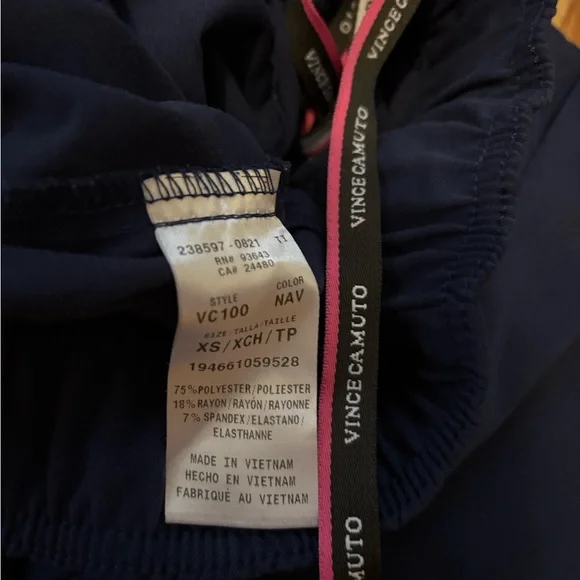 238597-0821 TT
RN# 93643
CA# 24480
STYLE COLOR
VC100 NAV
SIZE/TALLA/TAILLE
XS/XCH/TP
194661059528
75%POLYESTER/POLIESTER
18%RAYON/RAYÓN/RAYONNE
7% SPANDEX/ELASTANO/
ELASTHANNE
MADE IN VIETNAM
HECHO EN VIETNAM
FABRIQUÉ AU VIETNAM
VINCE CAMUTO
VINCE CAMUTO
VINCE CAMUTO
MUTO
VINC